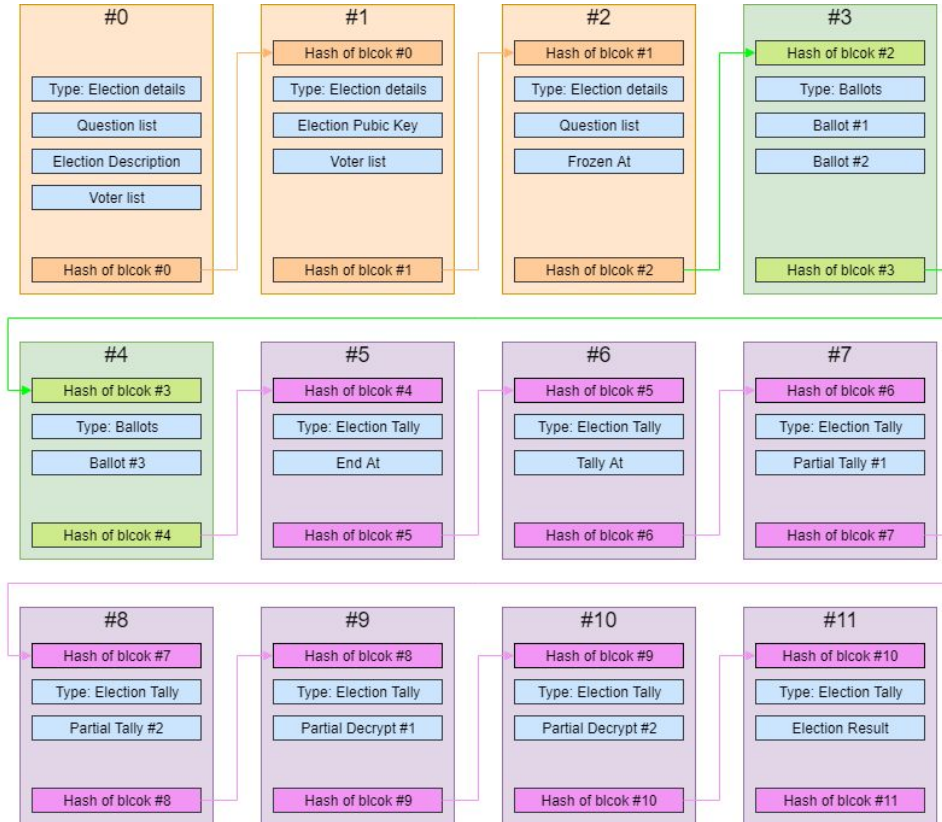 #0
Type: Election details
Question list
Election Description
Voter list
Hash of blcok #0
#1
Hash of blcok #0
Type: Election details
Election Pubic Key
Voter list
Hash of blcok #1
#2
Hash of blcok #1
Type: Election details
Question list
Frozen At
Hash of blcok #2
#3
Hash of blcok #2
Type: Ballots
Ballot #1
Ballot #2
Hash of blcok #3
#4
Hash of blcok #3
Type: Ballots
Ballot #3
Hash of blcok #4
#5
Hash of blcok #4
Type: Election Tally
End At
Hash of blcok #5
#6
Hash of blcok #5
Type: Election Tally
Tally At
Hash of blcok #6
#7
Hash of blcok #6
Type: Election Tally
Partial Tally #1
Hash of blcok #7
#8
Hash of blcok #7
Type: Election Tally
Partial Tally #2
Hash of blcok #8
#9
Hash of blcok #8
Type: Election Tally
Partial Decrypt #1
Hash of blcok #9
#10
Hash of blcok #9
Type: Election Tally
Partial Decrypt #2
Hash of blcok #10
#11
Hash of blcok #10
Type: Election Tally
Election Result
Hash of blcok #11